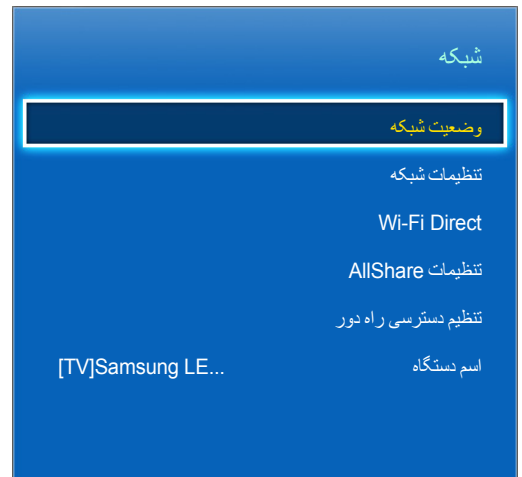 شبکه
وضعیت شبکه
تنظیمات شبکه
Wi-Fi Direct
تنظیمات AllShare
تنظیم دسترسی راه دور
اسم دستگاه [TV]Samsung LE...